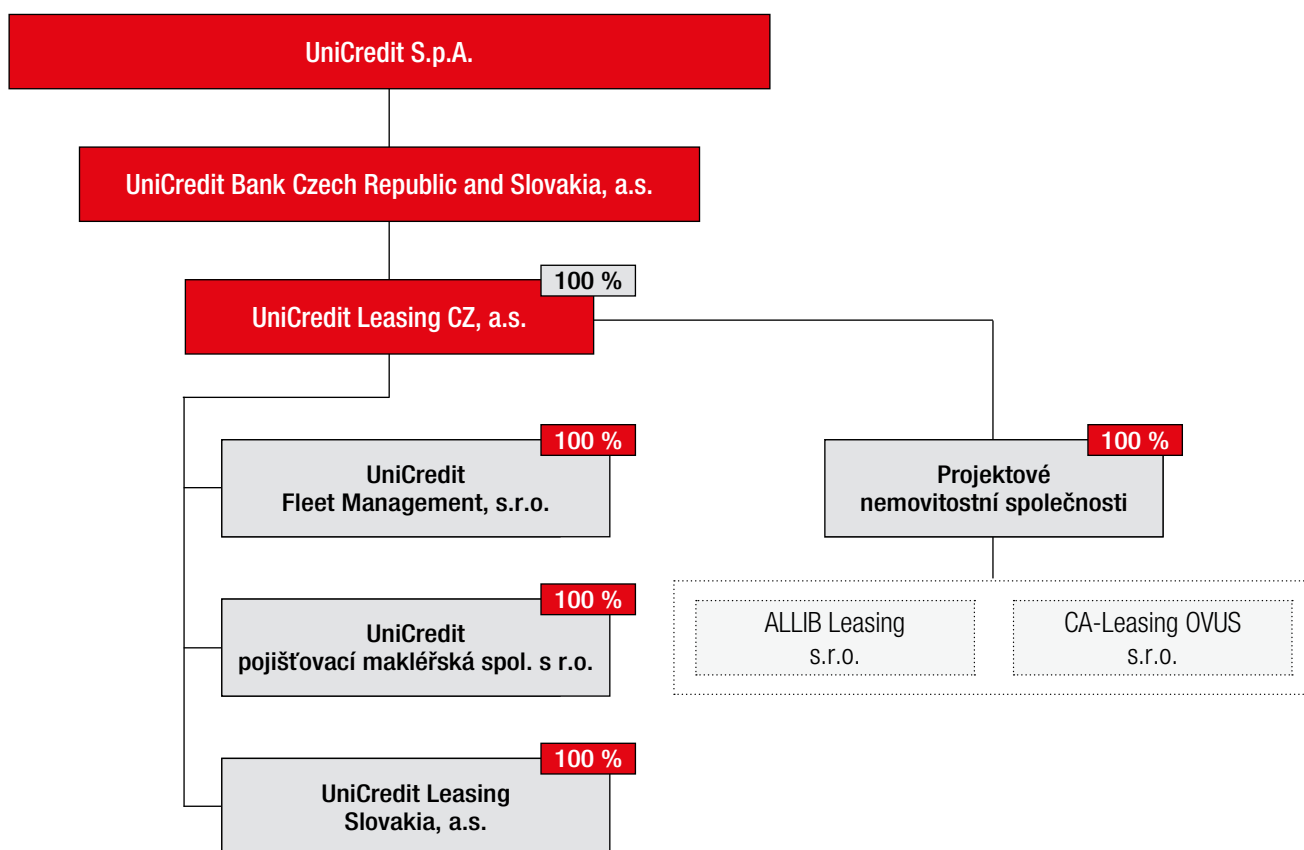 UniCredit S.p.A.
UniCredit Bank Czech Republic and Slovakia, a.s.
100 %
UniCredit Leasing CZ, a.s.
100 %
UniCredit
Fleet Management, s.r.o.
100 %
Projektové
nemovitostní společnosti
100 %
UniCredit
pojišťovací makléřská spol. s r.o.
ALLIB Leasing
s.r.o.
CA-Leasing OVUS
s.r.o.
100 %
UniCredit Leasing
Slovakia, a.s.